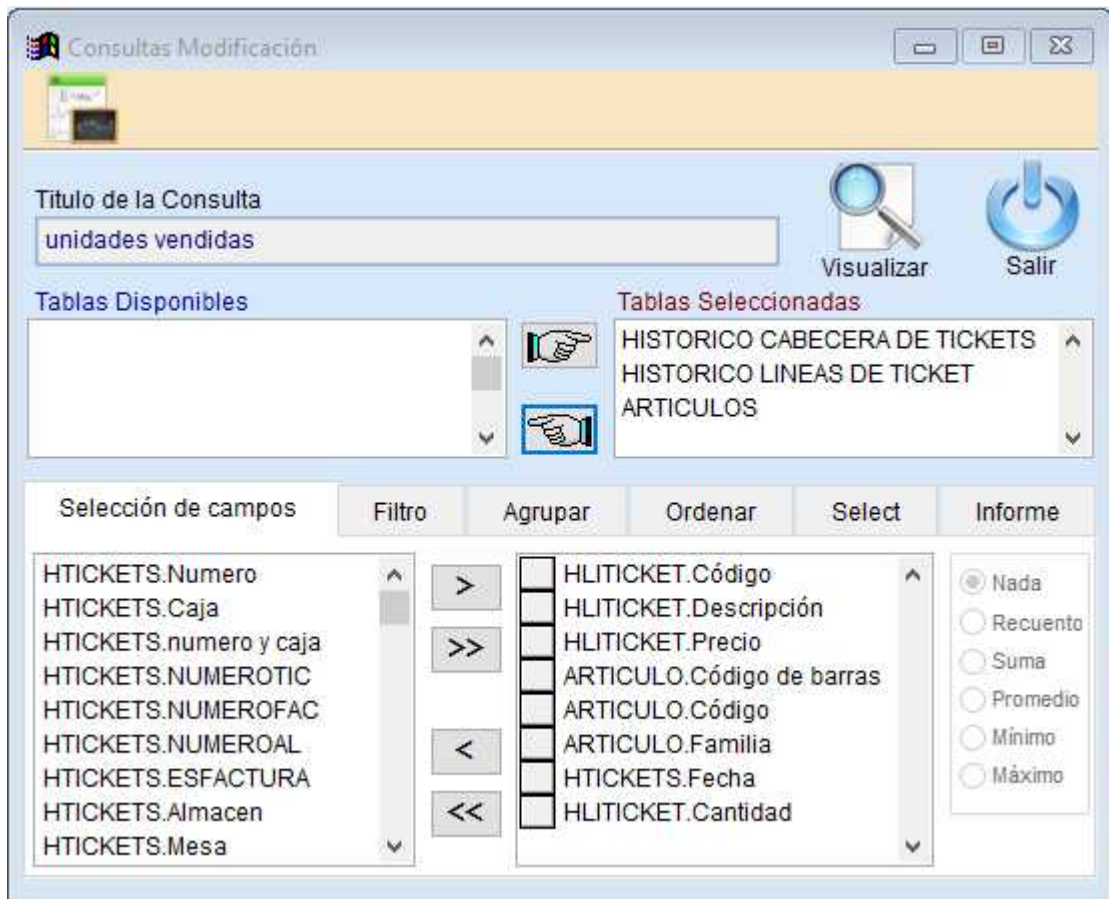 Consultas Modificación
Titulo de la Consulta
unidades vendidas
Visualizar
Salir
Tablas Disponibles
Tablas Seleccionadas
HISTORICO CABECERA DE TICKETS
HISTORICO LINEAS DE TICKET
ARTICULOS
Selección de campos
Filtro
Agrupar
Ordenar
Select
Informe
HTICKETS.Numero
HTICKETS.Caja
HTICKETS.numero y caja
HTICKETS.NUMEROTIC
HTICKETS.NUMEROFAC
HTICKETS.NUMEROAL
HTICKETS.ESFACTURA
HTICKETS.Almacen
HTICKETS.Mesa
>
>>
<
<<
HLITICKET.Código
HLITICKET.Descripción
HLITICKET.Precio
ARTICULO.Código de barras
ARTICULO.Código
ARTICULO.Familia
HTICKETS.Fecha
HLITICKET.Cantidad
Nada
Recuento
Suma
Promedio
Mínimo
Máximo